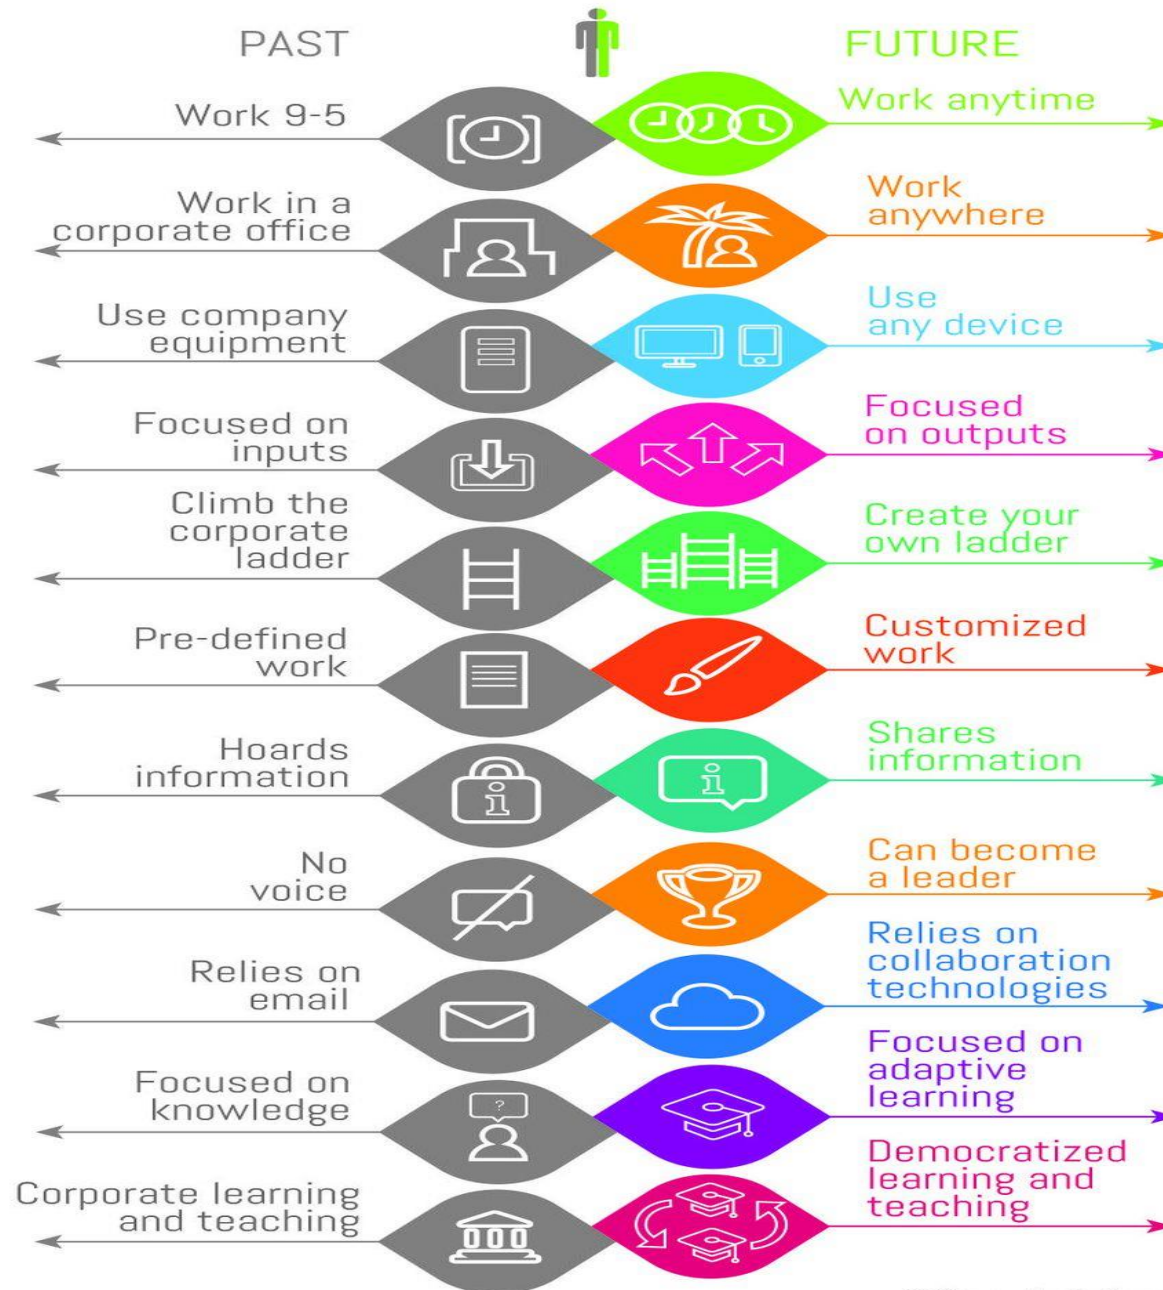 PAST
FUTURE
Work 9-5
Work anytime
Work in a
corporate office
Work
anywhere
Use company
equipment
Use
any device
Focused on
inputs
Focused
on outputs
Climb the
corporate
ladder
Create your
own ladder
Pre-defined
work
Customized
work
Hoards
information
i
Shares
information
i
No
voice
Can become
a leader
Relies on
email
Relies on
collaboration
technologies
Focused on
knowledge
?
Focused on
adaptive
learning
Corporate learning
and teaching
Democratized
learning and
teaching